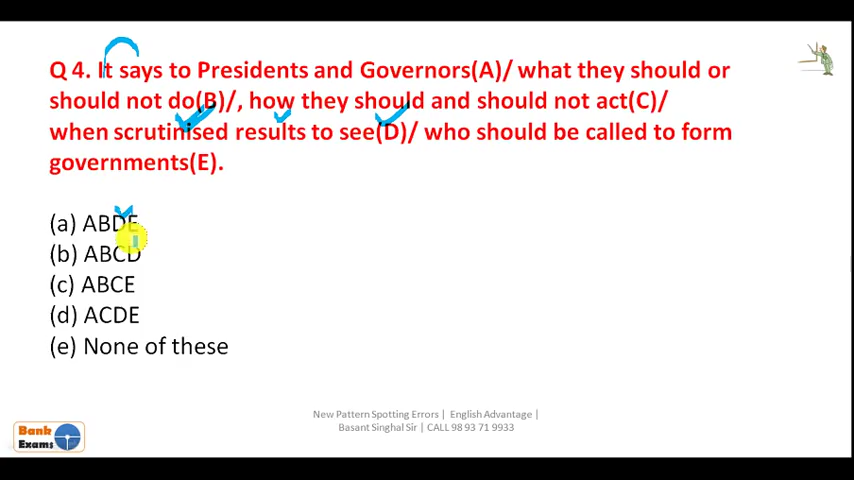 Q 4. It says to Presidents and Governors(A)/ what they should or
should not do(B)/, how they should and should not act(C)/
when scrutinised results to see(D)/ who should be called to form
governments(E).
(a) ABDE
(b) ABCD
(c) ABCE
(d) ACDE
(e) None of these
New Pattern Spotting Errors | English Advantage |
Basant Singhal Sir | CALL 98 93 71 9933
Bank
Exams